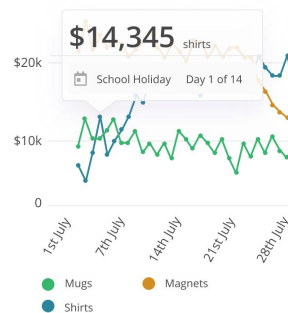 $14,345 shirts
$20k
School Holiday Day 1 of 14
$10k
0
1st July 7th July 14th July 21st July 28th July
Mugs Magnets
Shirts